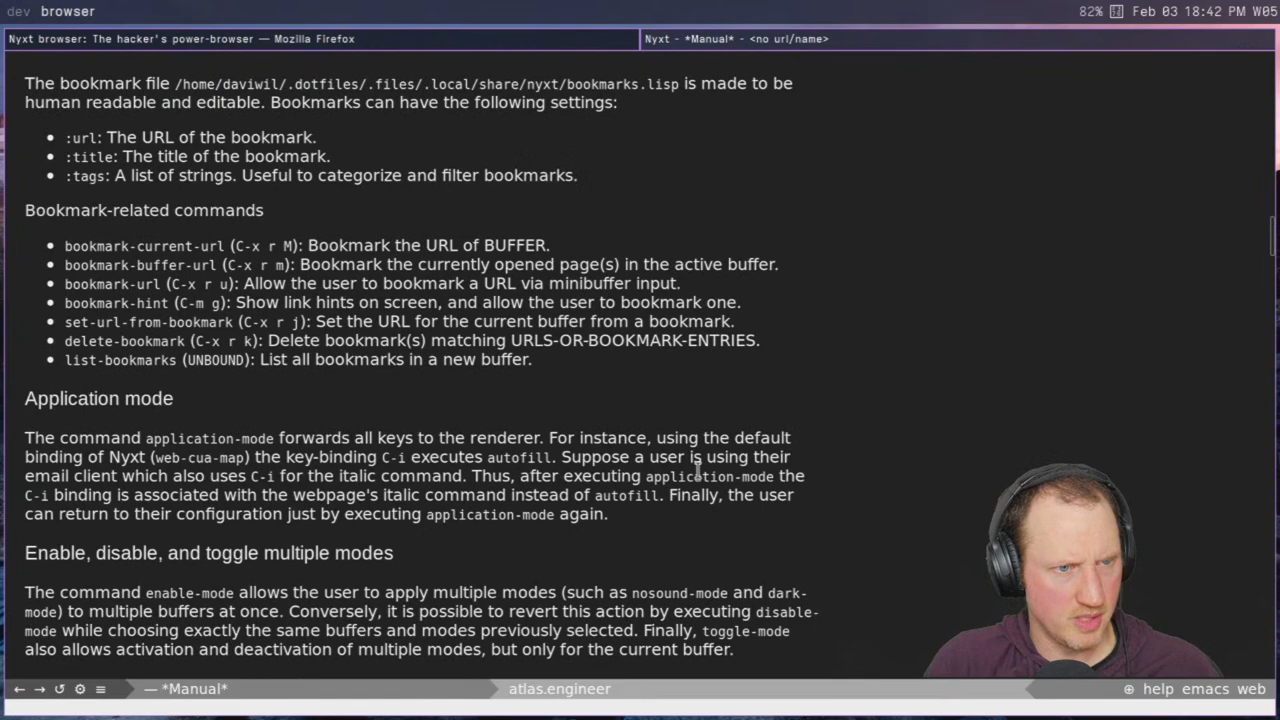 dev browser
82% Feb 03 18:42 PM W05
Nyxt browser: The hacker's power-browser — Mozilla Firefox
Nyxt - *Manual* - <no url/name>
The bookmark file /home/daviwil/.dotfiles/.files/.local/share/nyxt/bookmarks.lisp is made to be
human readable and editable. Bookmarks can have the following settings:
• :url: The URL of the bookmark.
• :title: The title of the bookmark.
• :tags: A list of strings. Useful to categorize and filter bookmarks.
Bookmark-related commands
• bookmark-current-url (C-x r M): Bookmark the URL of BUFFER.
• bookmark-buffer-url (C-x r m): Bookmark the currently opened page(s) in the active buffer.
• bookmark-url (C-x r u): Allow the user to bookmark a URL via minibuffer input.
• bookmark-hint (C-m g): Show link hints on screen, and allow the user to bookmark one.
• set-url-from-bookmark (C-x r j): Set the URL for the current buffer from a bookmark.
• delete-bookmark (C-x r k): Delete bookmark(s) matching URLS-OR-BOOKMARK-ENTRIES.
• list-bookmarks (UNBOUND): List all bookmarks in a new buffer.
Application mode
The command application-mode forwards all keys to the renderer. For instance, using the default
binding of Nyxt (web-cua-map) the key-binding C-i executes autofill. Suppose a user is using their
email client which also uses C-i for the italic command. Thus, after executing application-mode the
C-i binding is associated with the webpage's italic command instead of autofill. Finally, the user
can return to their configuration just by executing application-mode again.
Enable, disable, and toggle multiple modes
The command enable-mode allows the user to apply multiple modes (such as nosound-mode and dark-
mode) to multiple buffers at once. Conversely, it is possible to revert this action by executing disable-
mode while choosing exactly the same buffers and modes previously selected. Finally, toggle-mode
also allows activation and deactivation of multiple modes, but only for the current buffer.
— *Manual*
atlas.engineer
help emacs web